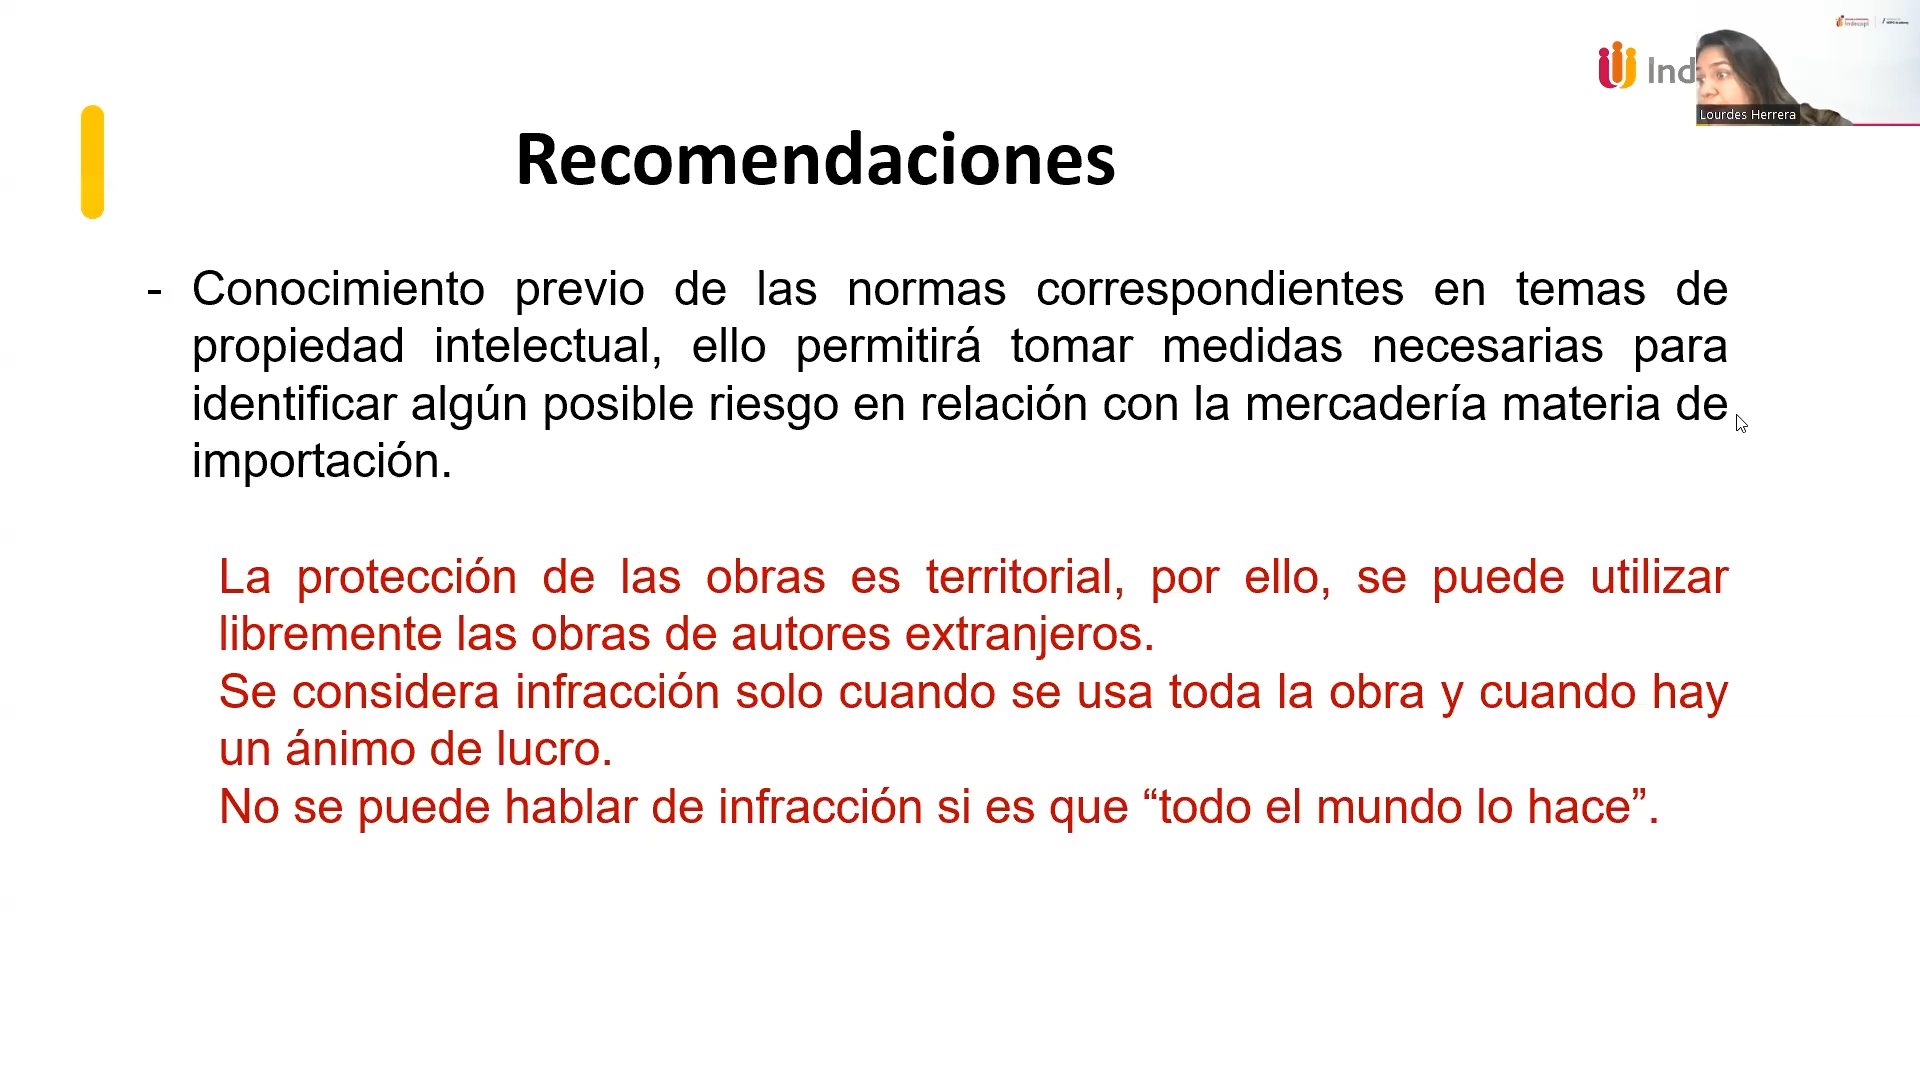 Ind
Lourdes Herrera
Recomendaciones
- Conocimiento previo de las normas correspondientes en temas de
propiedad intelectual, ello permitirá tomar medidas necesarias para
identificar algún posible riesgo en relación con la mercadería materia de
importación.
La protección de las obras es territorial, por ello, se puede utilizar
libremente las obras de autores extranjeros.
Se considera infracción solo cuando se usa toda la obra y cuando hay
un ánimo de lucro.
No se puede hablar de infracción si es que “todo el mundo lo hace”.